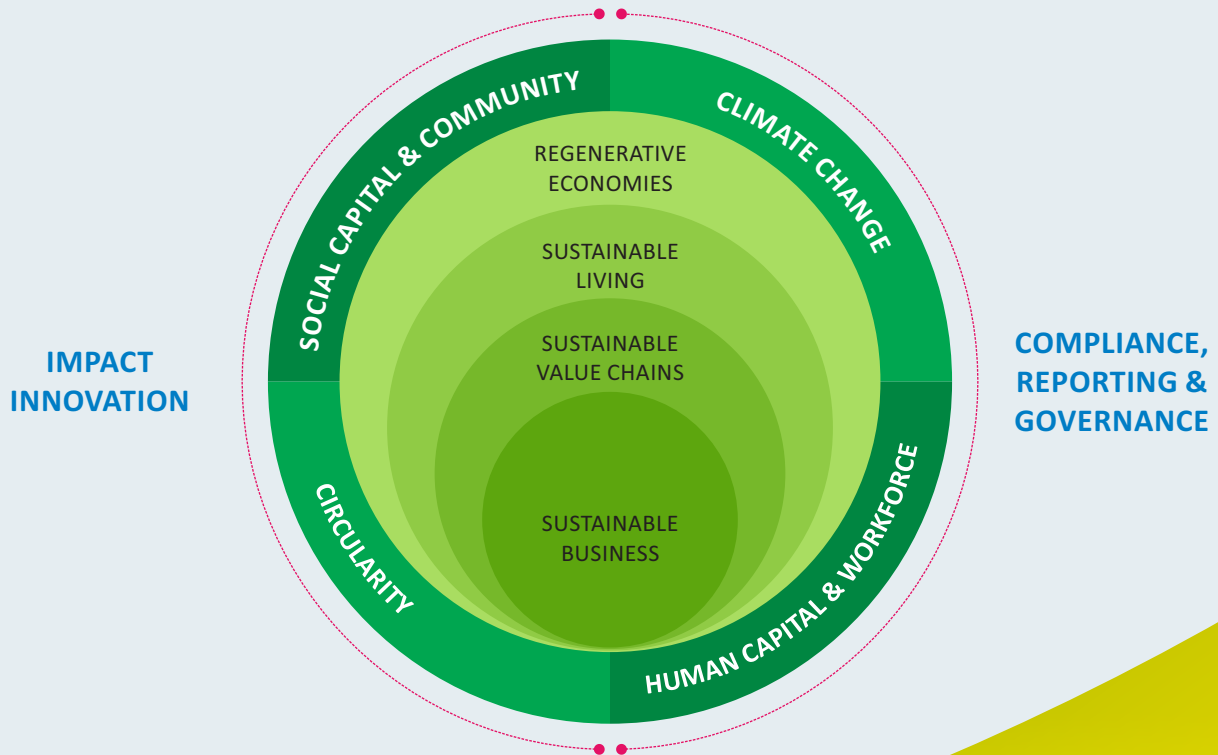 SOCIAL CAPITAL & COMMUNITY
CLIMATE CHANGE
REGENERATIVE
ECONOMIES
SUSTAINABLE
LIVING
SUSTAINABLE
VALUE CHAINS
IMPACT
INNOVATION
COMPLIANCE,
REPORTING &
GOVERNANCE
SUSTAINABLE
BUSINESS
CIRCULARITY
HUMAN CAPITAL & WORKFORCE